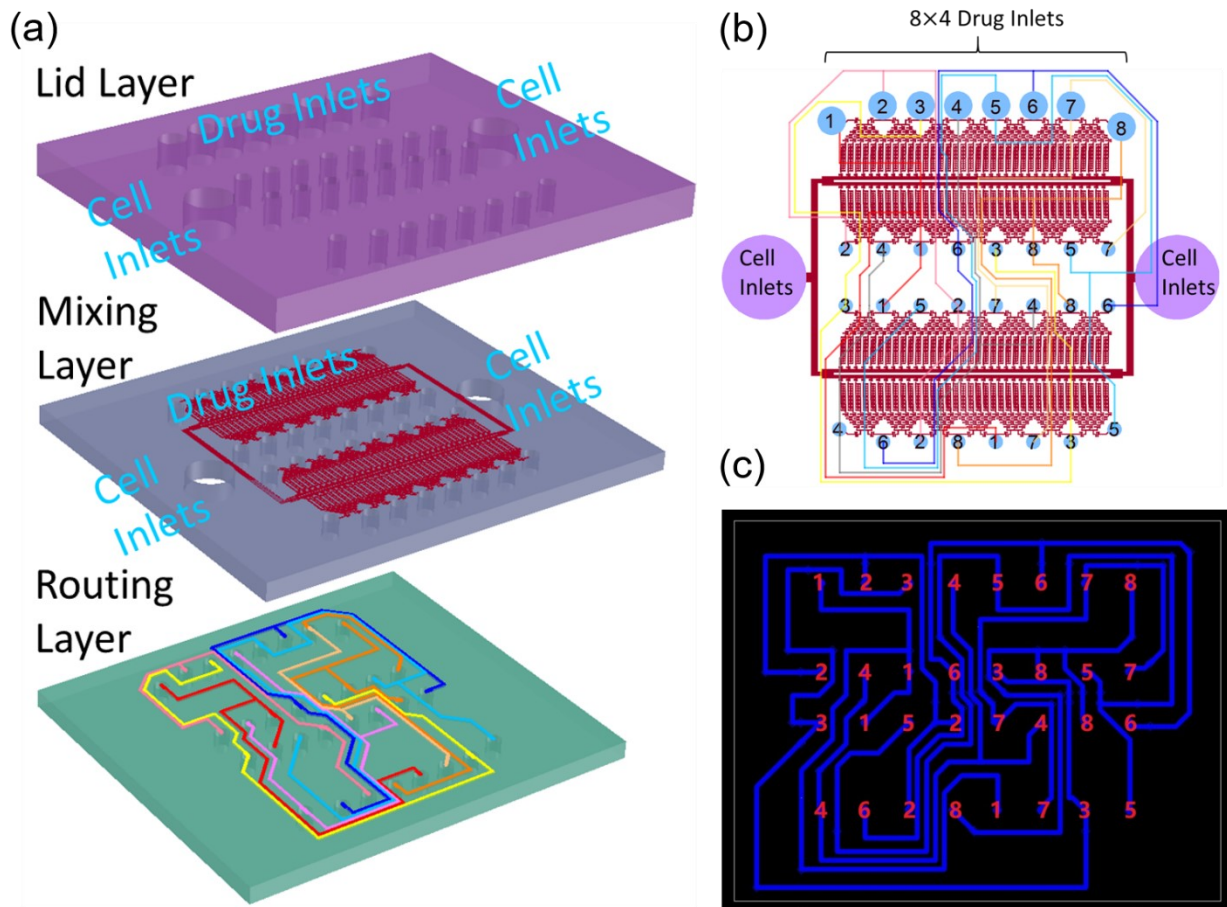 (a)
Lid Layer
Drug Inlets
Cell
Inlets
Cell
Inlets
Mixing
Layer
Drug Inlets
Cell
Inlets
Cell
Inlets
Routing
Layer
(b)
8×4 Drug Inlets
1 2 3 4 5 6 7 8
2 4 1 6 3 8 5 7
Cell
Inlets
Cell
Inlets
3 1 5 2 7 4 8 6
4 6 2 8 1 7 3 5
(c)
1 2 3 4 5 6 7 8
2 4 1 6 3 8 5 7
3 1 5 2 7 4 8 6
4 6 2 8 1 7 3 5